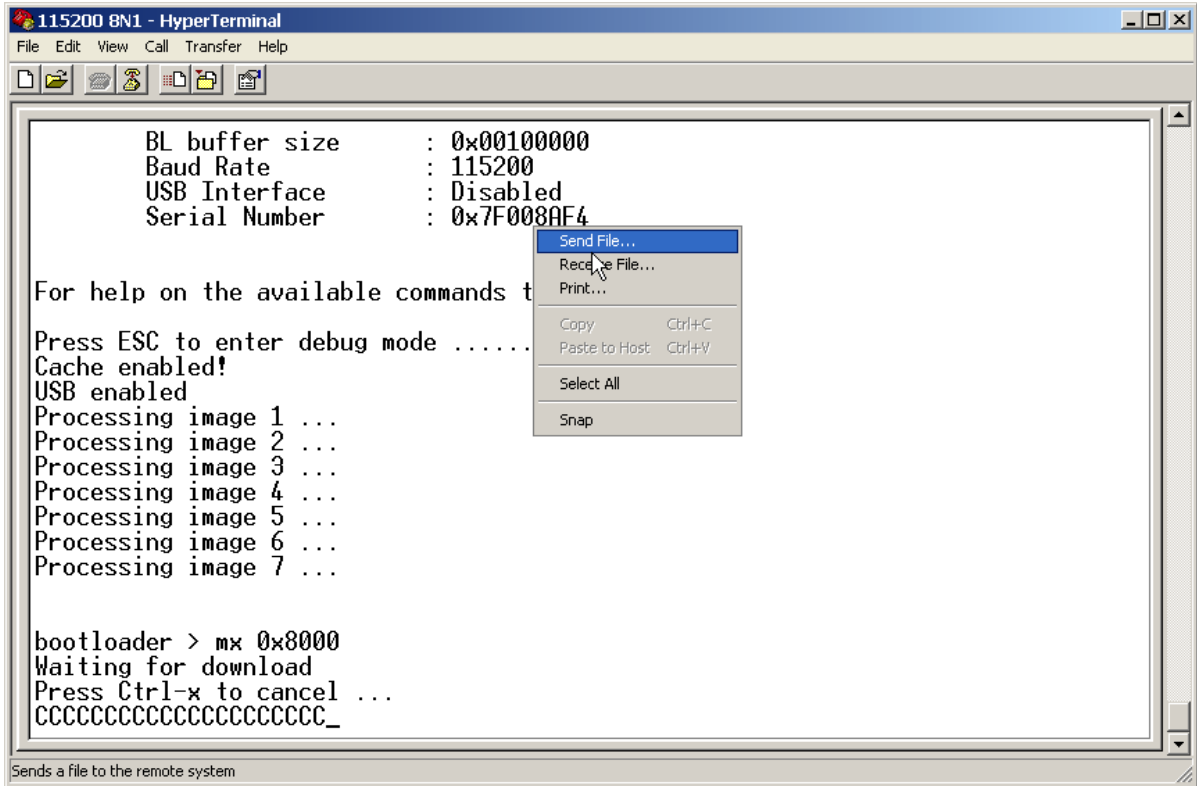 115200 8N1 - HyperTerminal
File Edit View Call Transfer Help
BL buffer size : 0x00100000
Baud Rate : 115200
USB Interface : Disabled
Serial Number : 0x7F008AF4
For help on the available commands t
Press ESC to enter debug mode ......
Cache enabled!
USB enabled
Processing image 1 ...
Processing image 2 ...
Processing image 3 ...
Processing image 4 ...
Processing image 5 ...
Processing image 6 ...
Processing image 7 ...
bootloader > mx 0x8000
Waiting for download
Press Ctrl-x to cancel ...
CCCCCCCCCCCCCCCCCCCCC_
Send File...
Receive File...
Print...
Copy Ctrl+C
Paste to Host Ctrl+V
Select All
Snap
Sends a file to the remote system